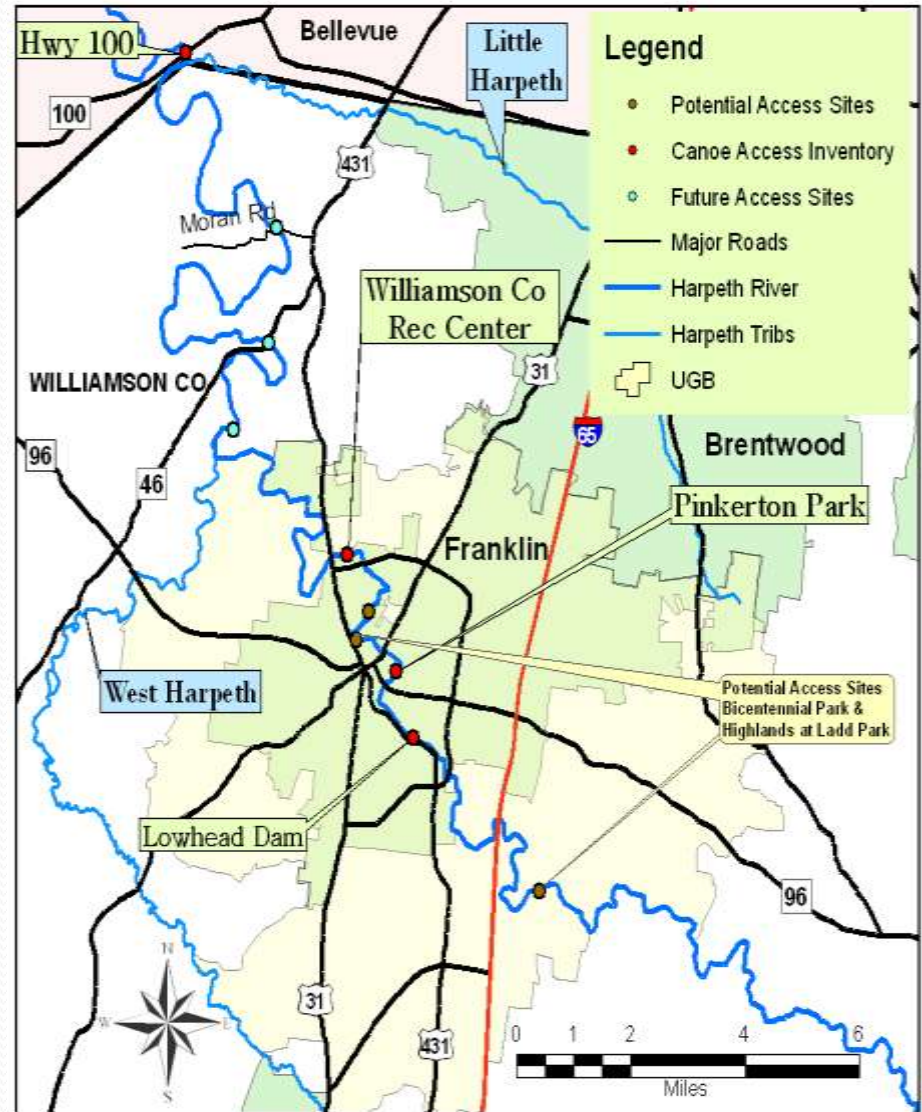 Hwy 100
Bellevue
Little
Harpeth
Legend
Potential Access Sites
Canoe Access Inventory
Future Access Sites
Major Roads
Harpeth River
Harpeth Tribs
UGB
100
431
Moran Rd
Williamson Co
Rec Center
31
WILLIAMSON CO
65
96
46
Brentwood
Pinkerton Park
Franklin
West Harpeth
Potential Access Sites
Bicentennial Park &
Highlands at Ladd Park
Lowhead Dam
96
N
W
E
S
31
431
0 1 2 4 6
Miles